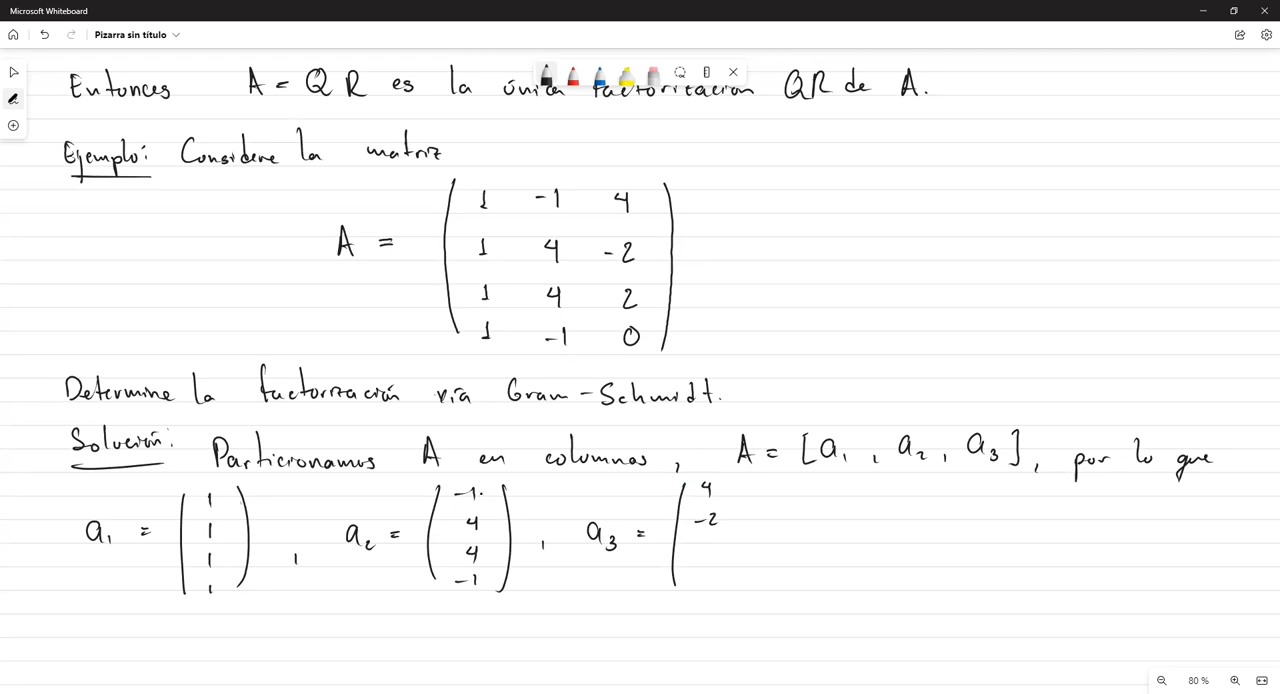 Microsoft Whiteboard
Pizarra sin título
Entonces A = Q R es la única factorización QR de A.
Ejemplo: Considere la matriz
1 -1 4
A = 1 4 -2
1 4 2
1 -1 0
Determine la factorización vía Gram-Schmidt.
Solución: Particionamos A en columnas, A = [a₁, a₂, a₃], por lo que
1 -1 4
a₁ = 1 , a₂ = 4 , a₃ = -2
1 4
1 -1
80 %